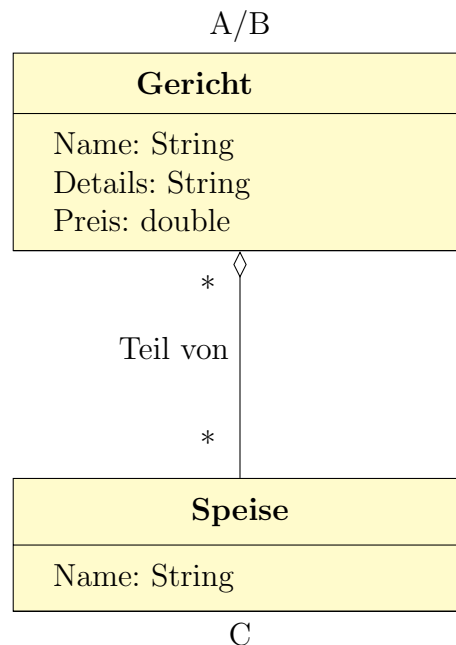 A/B
Gericht
Name: String
Details: String
Preis: double
*
Teil von
*
Speise
Name: String
C